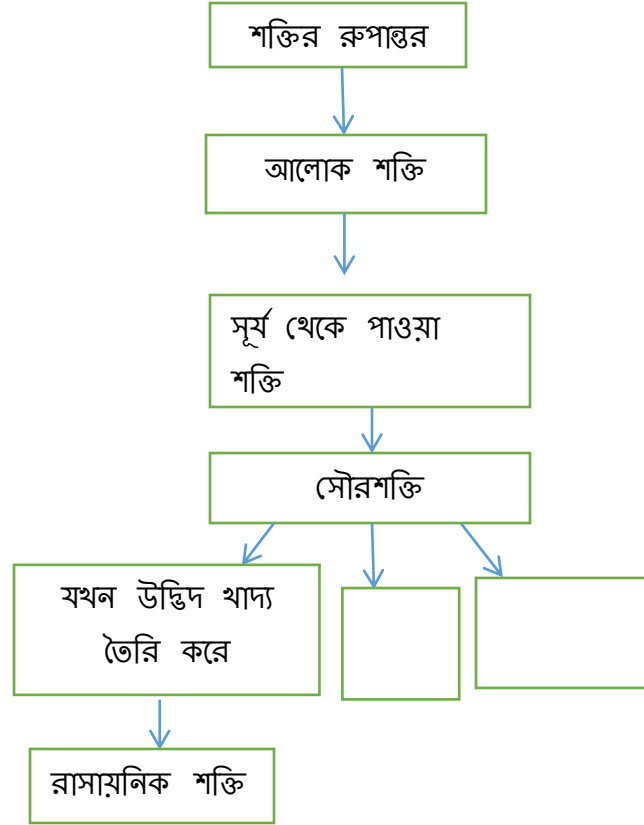 শক্তির রুপান্তর
আলোক শক্তি
সূর্য থেকে পাওয়া
শক্তি
সৌরশক্তি
যখন উদ্ভিদ খাদ্য
তৈরি করে
রাসায়নিক শক্তি